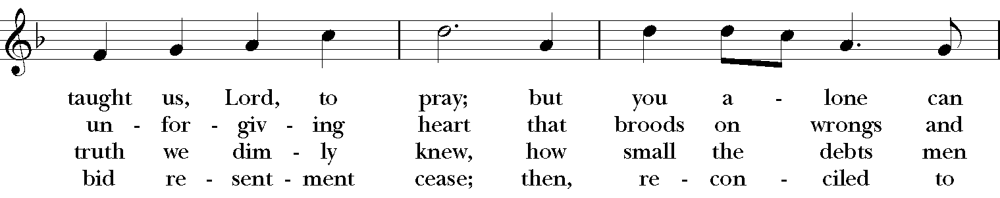 taught us, Lord, to pray; but you a - lone can
un - for - giv - ing heart that broods on wrongs and
truth we dim - ly knew, how small the debts men
bid re - sent - ment cease; then, re - con - ciled to